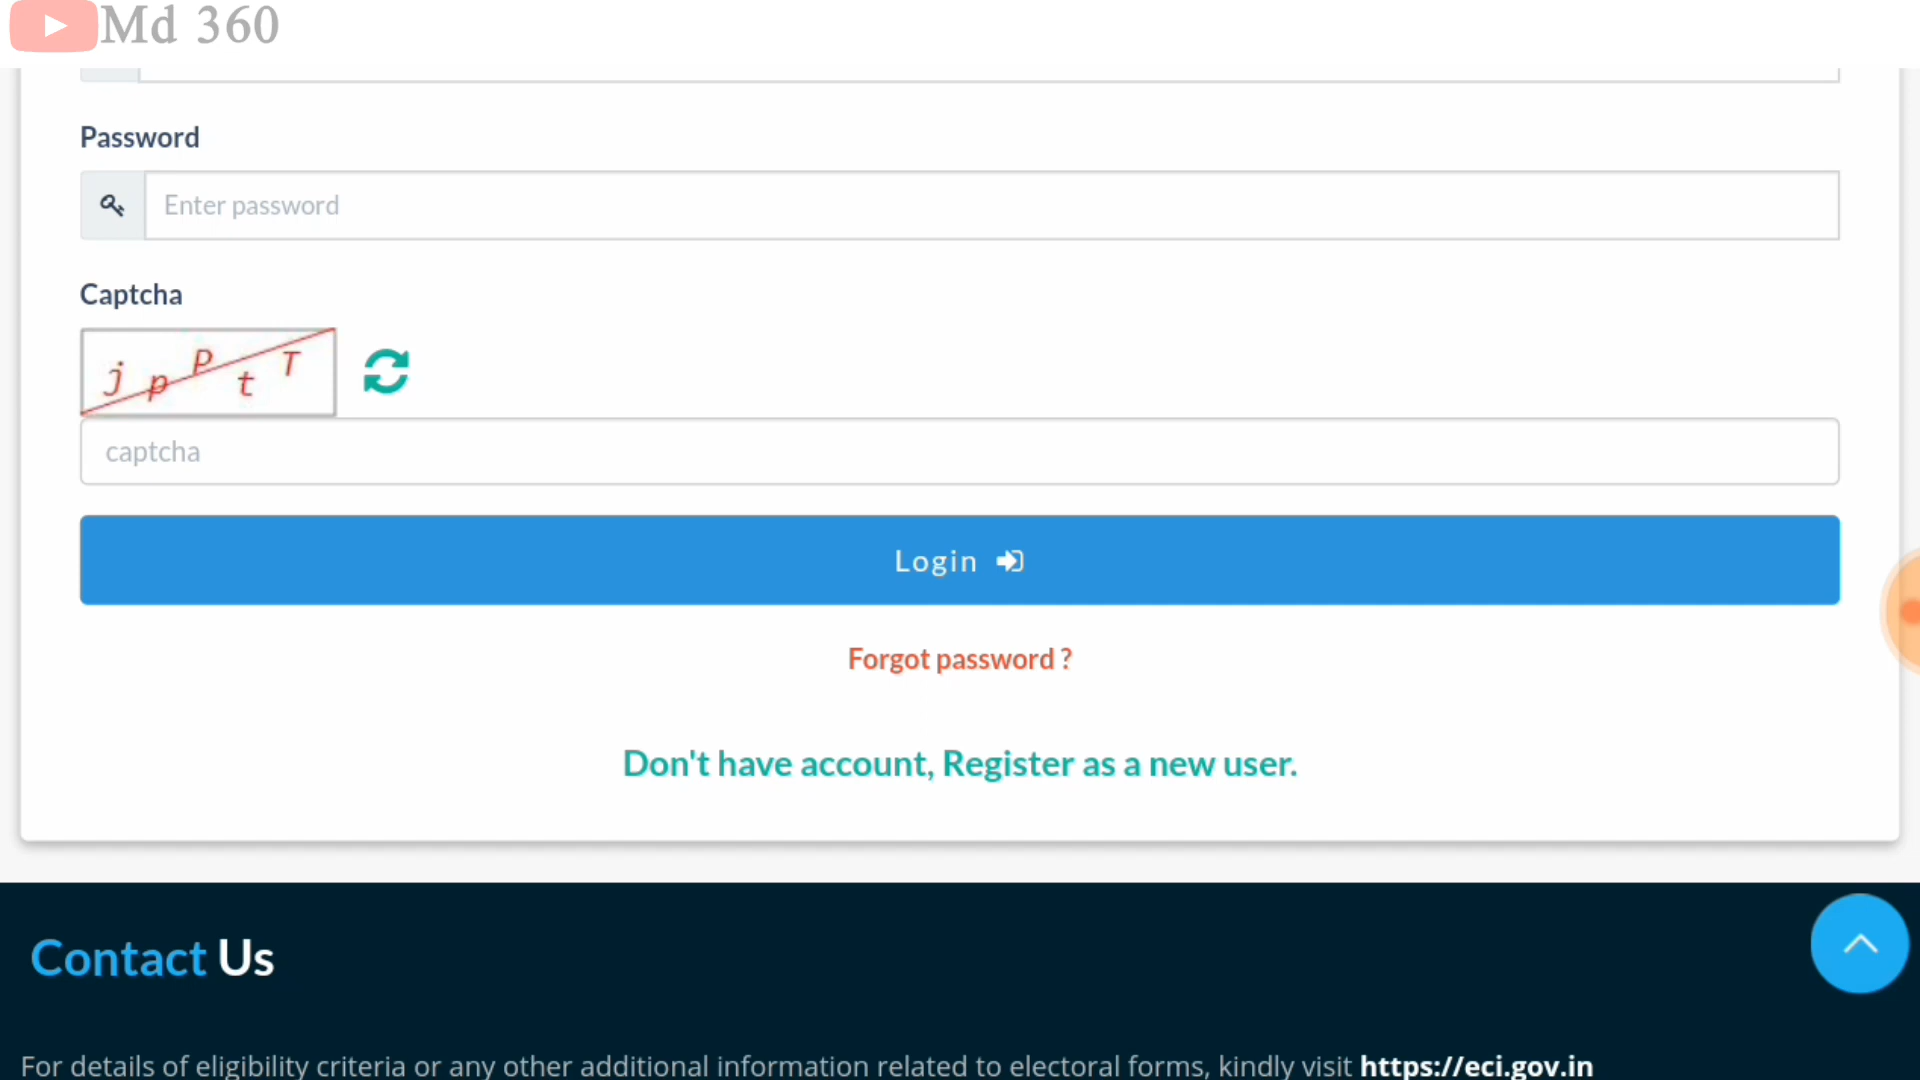 Md 360
Password
Enter password
Captcha
j p P t T
captcha
Login
Forgot password ?
Don't have account, Register as a new user.
Contact Us
For details of eligibility criteria or any other additional information related to electoral forms, kindly visit https://eci.gov.in